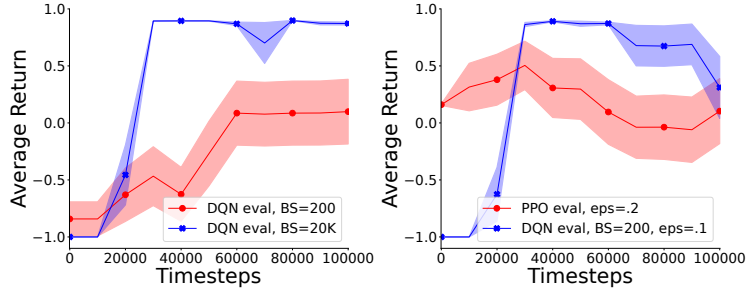 1.0
0.5
0.0
−0.5
−1.0
Average Return
0 20000 40000 60000 80000 100000
Timesteps
DQN eval, BS=200
DQN eval, BS=20K
1.0
0.5
0.0
−0.5
−1.0
Average Return
0 20000 40000 60000 80000 100000
Timesteps
PPO eval, eps=.2
DQN eval, BS=200, eps=.1